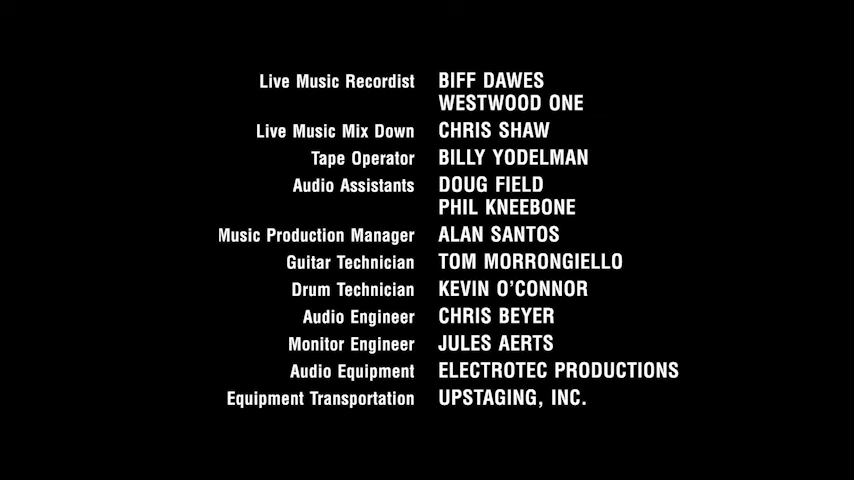 Live Music Recordist BIFF DAWES
WESTWOOD ONE
Live Music Mix Down CHRIS SHAW
Tape Operator BILLY YODELMAN
Audio Assistants DOUG FIELD
PHIL KNEEBONE
Music Production Manager ALAN SANTOS
Guitar Technician TOM MORRONGIELLO
Drum Technician KEVIN O'CONNOR
Audio Engineer CHRIS BEYER
Monitor Engineer JULES AERTS
Audio Equipment ELECTROTEC PRODUCTIONS
Equipment Transportation UPSTAGING, INC.